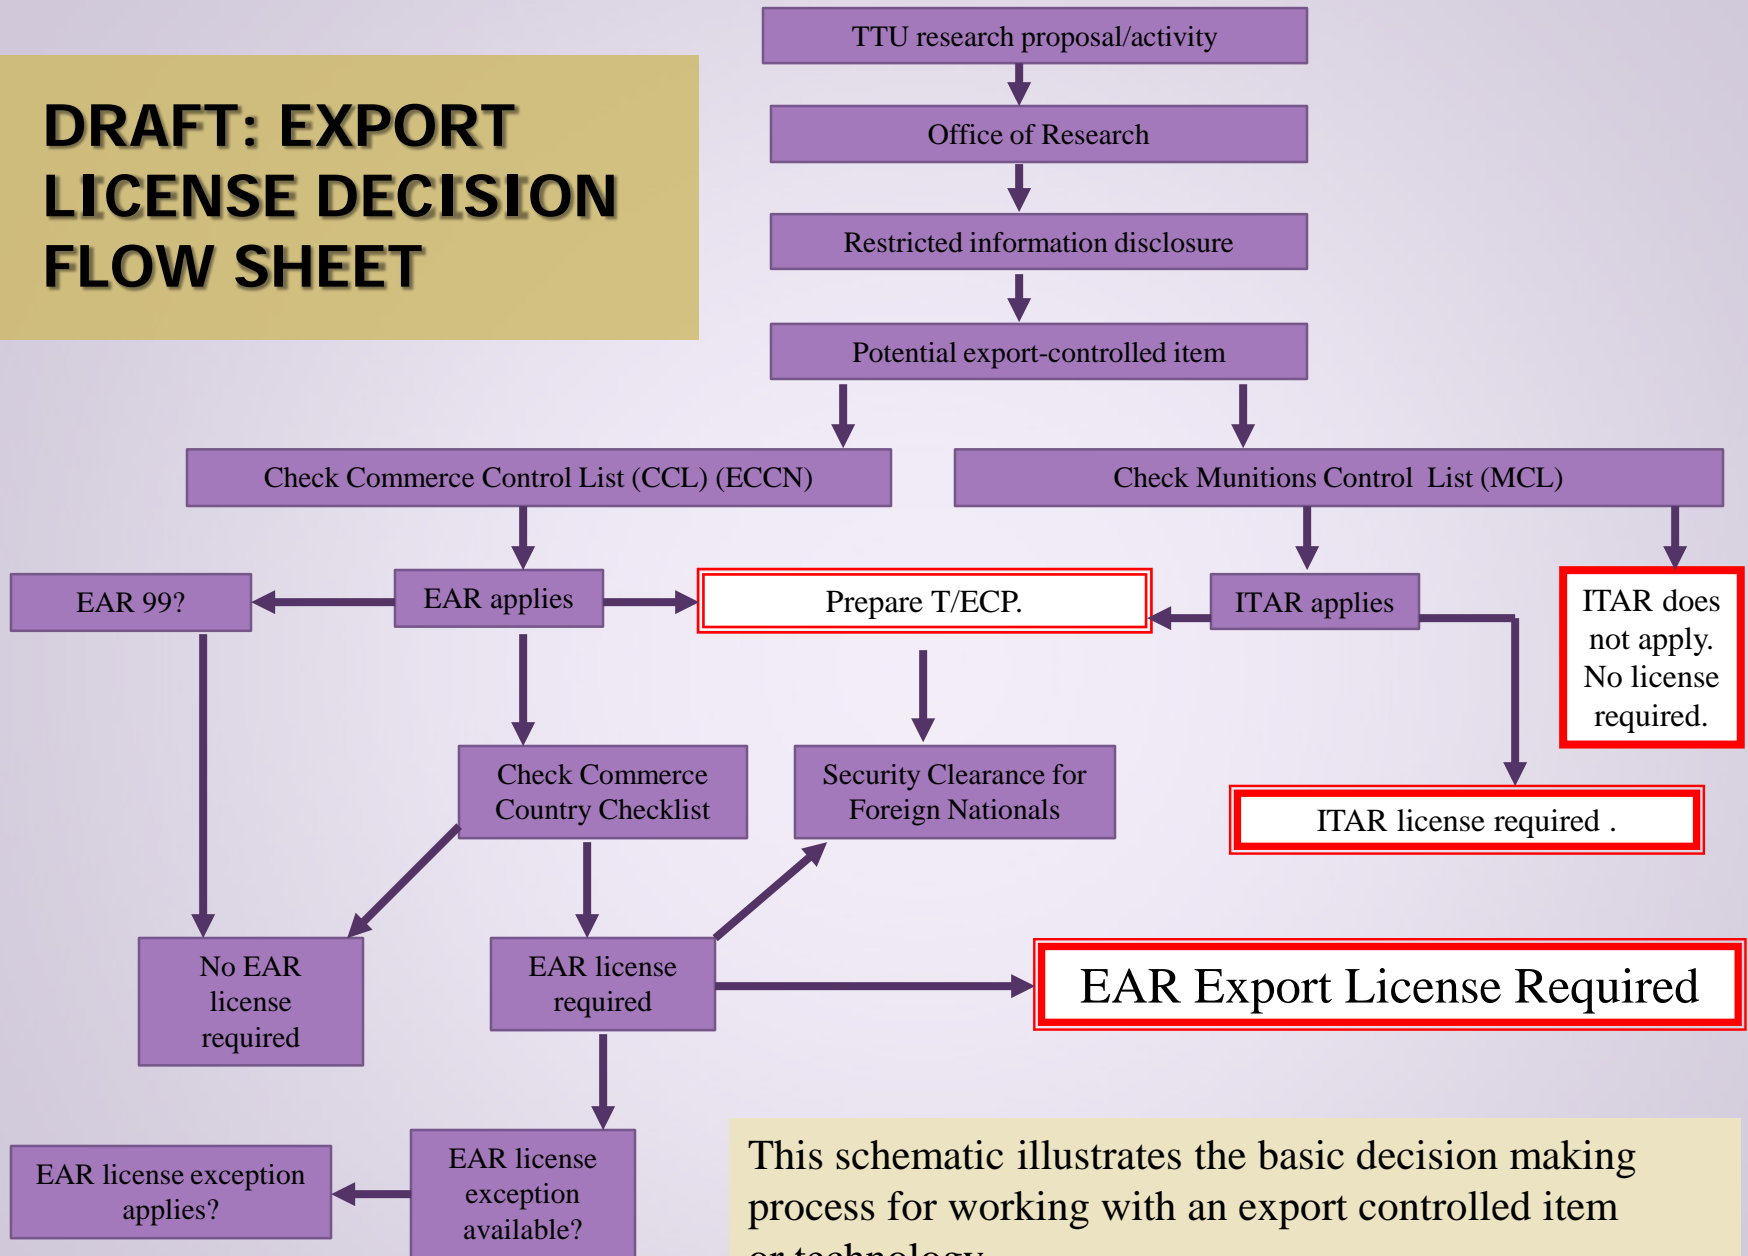 TTU research proposal/activity
DRAFT: EXPORT
LICENSE DECISION
FLOW SHEET
Office of Research
Restricted information disclosure
Potential export-controlled item
Check Commerce Control List (CCL) (ECCN)
Check Munitions Control List (MCL)
EAR 99?
EAR applies
Prepare T/ECP.
ITAR applies
ITAR does
not apply.
No license
required.
Check Commerce
Country Checklist
Security Clearance for
Foreign Nationals
ITAR license required .
No EAR
license
required
EAR license
required
EAR Export License Required
EAR license exception
applies?
EAR license
exception
available?
This schematic illustrates the basic decision making
process for working with an export controlled item
or technology